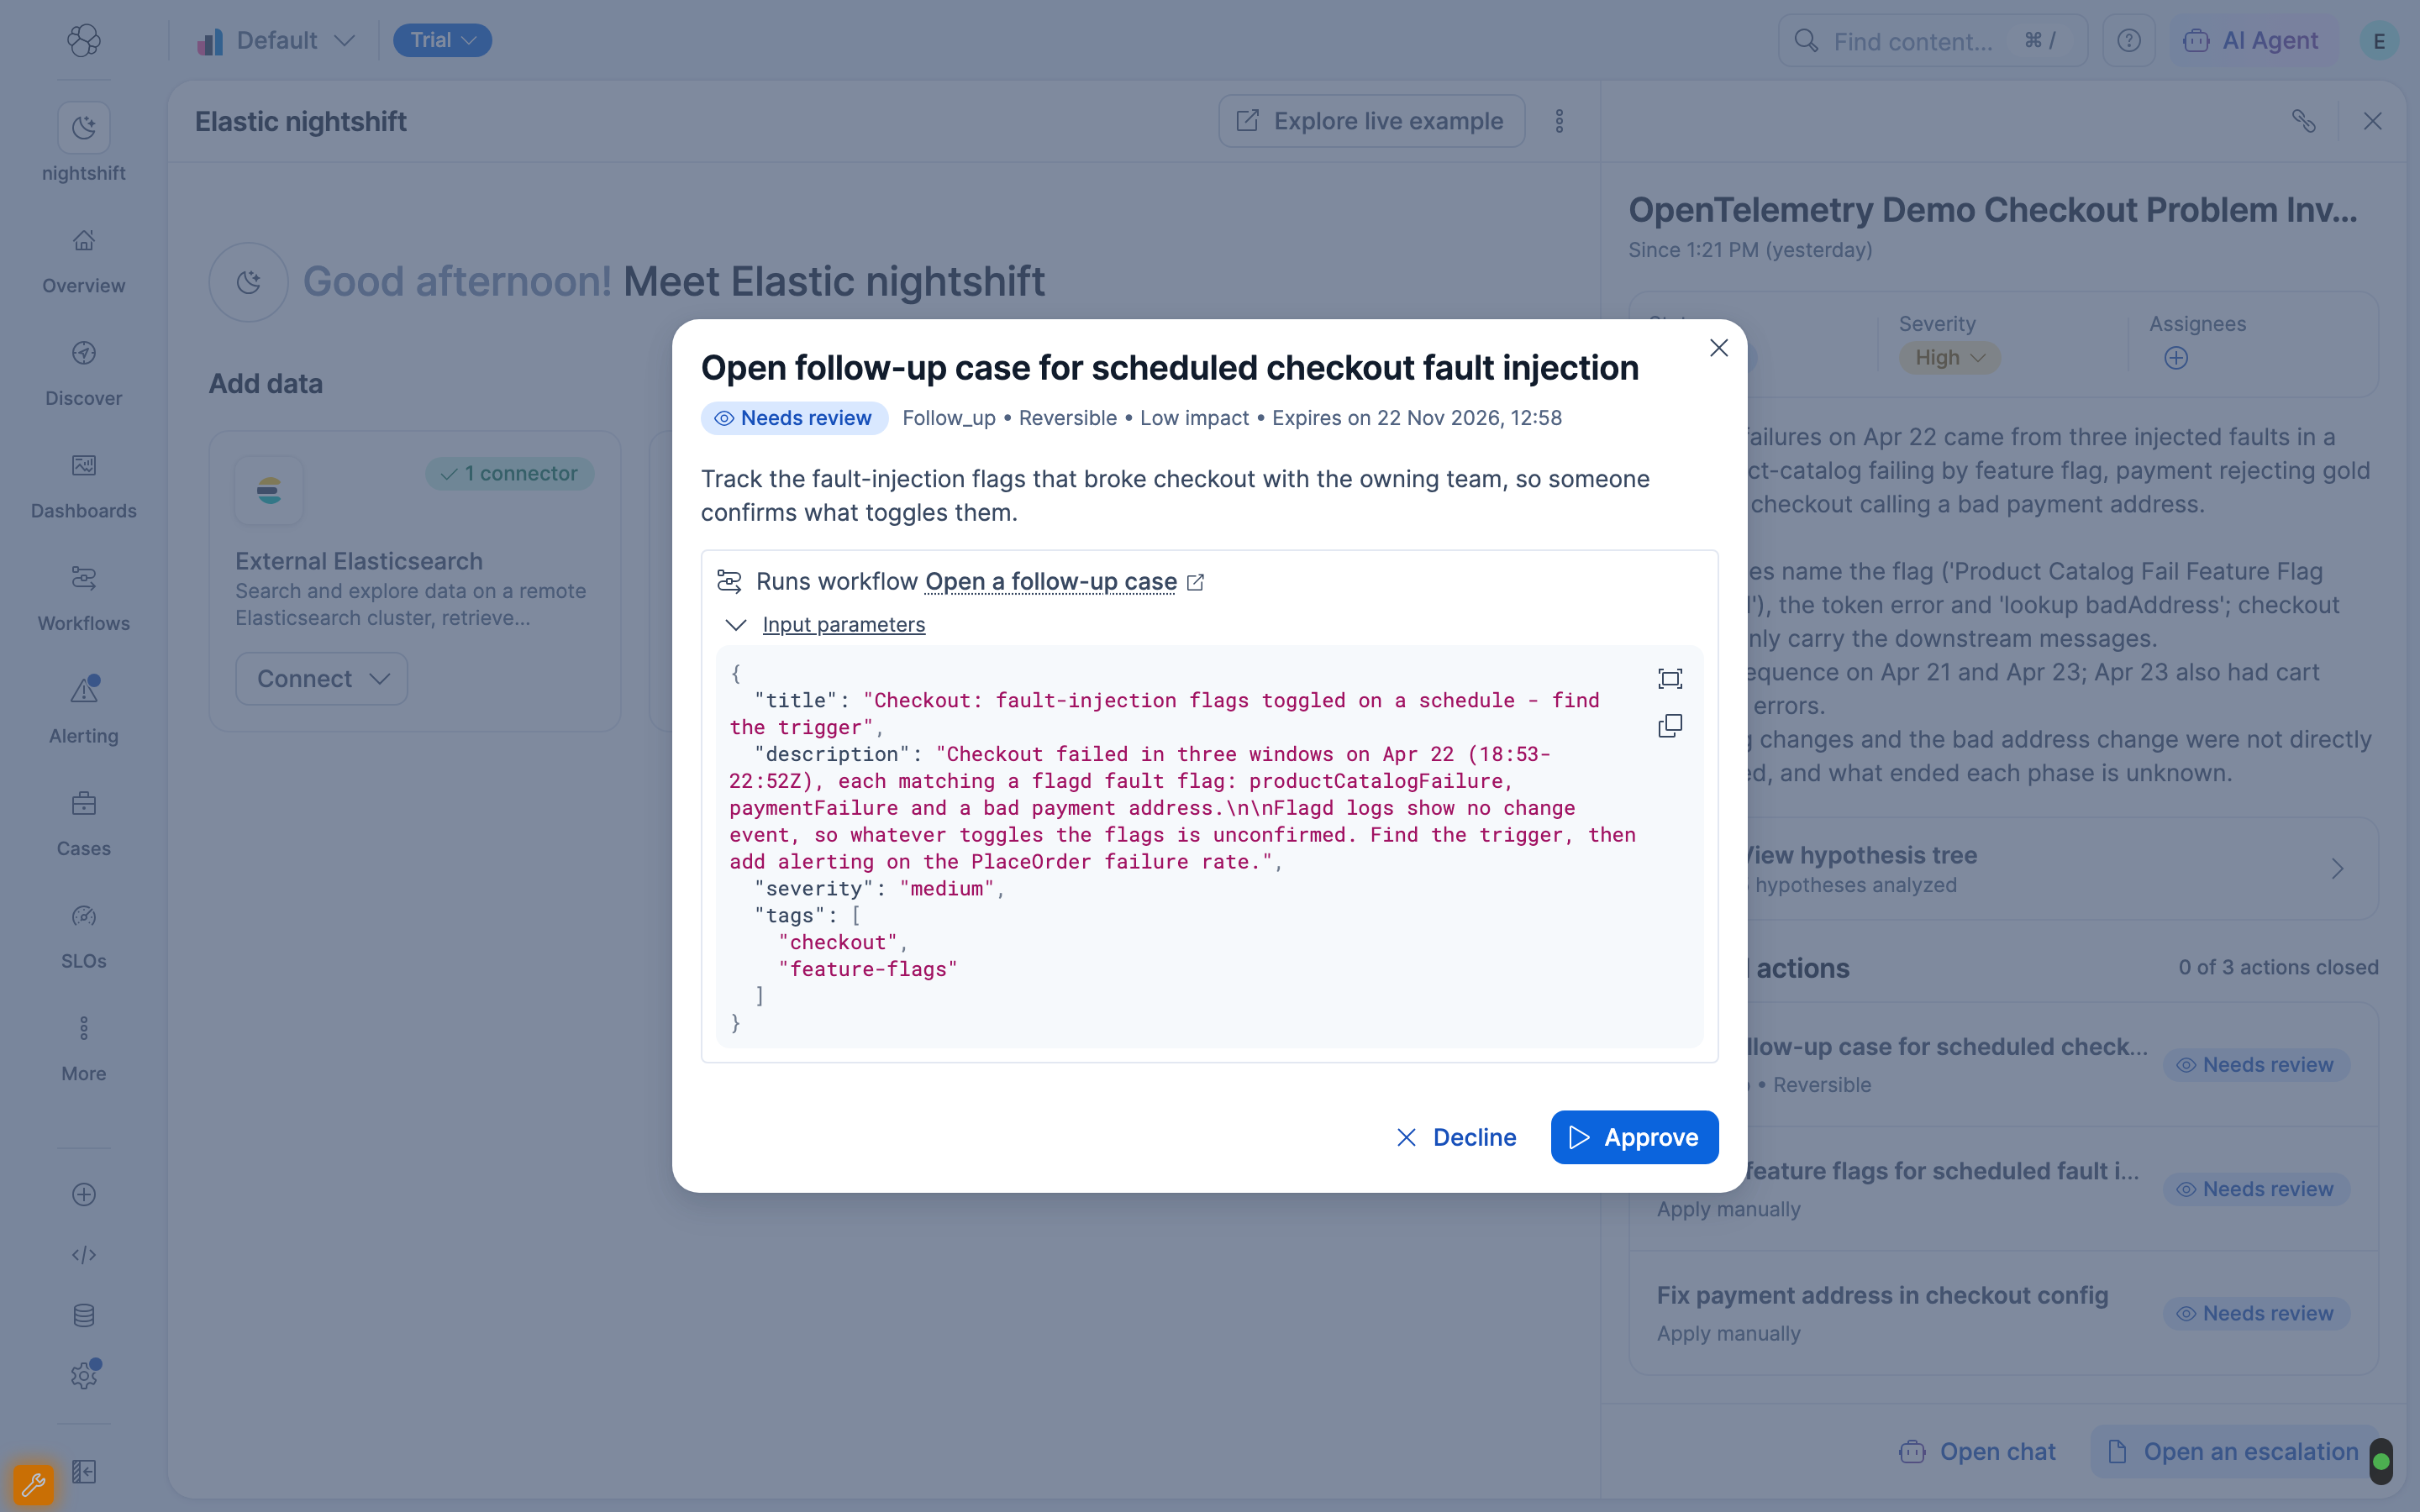 Default
Trial
Find content...
⌘ /
AI Agent
E
nightshift
Overview
Discover
Dashboards
Workflows
Alerting
Cases
SLOs
More
Elastic nightshift
Explore live example
Good afternoon! Meet Elastic nightshift
Add data
1 connector
External Elasticsearch
Search and explore data on a remote
Elasticsearch cluster, retrieve...
Connect
Open follow-up case for scheduled checkout fault injection
Needs review Follow_up • Reversible • Low impact • Expires on 22 Nov 2026, 12:58
Track the fault-injection flags that broke checkout with the owning team, so someone
confirms what toggles them.
Runs workflow Open a follow-up case
Input parameters
{
"title": "Checkout: fault-injection flags toggled on a schedule - find
the trigger",
"description": "Checkout failed in three windows on Apr 22 (18:53-
22:52Z), each matching a flagd fault flag: productCatalogFailure,
paymentFailure and a bad payment address.\n\nFlagd logs show no change
event, so whatever toggles the flags is unconfirmed. Find the trigger, then
add alerting on the PlaceOrder failure rate.",
"severity": "medium",
"tags": [
"checkout",
"feature-flags"
]
}
Decline
Approve
OpenTelemetry Demo Checkout Problem Inv...
Since 1:21 PM (yesterday)
Severity
High
Assignees
failures on Apr 22 came from three injected faults in a
ct-catalog failing by feature flag, payment rejecting gold
checkout calling a bad payment address.
es name the flag ('Product Catalog Fail Feature Flag
'), the token error and 'lookup badAddress'; checkout
nly carry the downstream messages.
equence on Apr 21 and Apr 23; Apr 23 also had cart
errors.
changes and the bad address change were not directly
ed, and what ended each phase is unknown.
View hypothesis tree
hypotheses analyzed
actions
0 of 3 actions closed
llow-up case for scheduled check...
• Reversible
Needs review
feature flags for scheduled fault i...
Apply manually
Needs review
Fix payment address in checkout config
Apply manually
Needs review
Open chat
Open an escalation